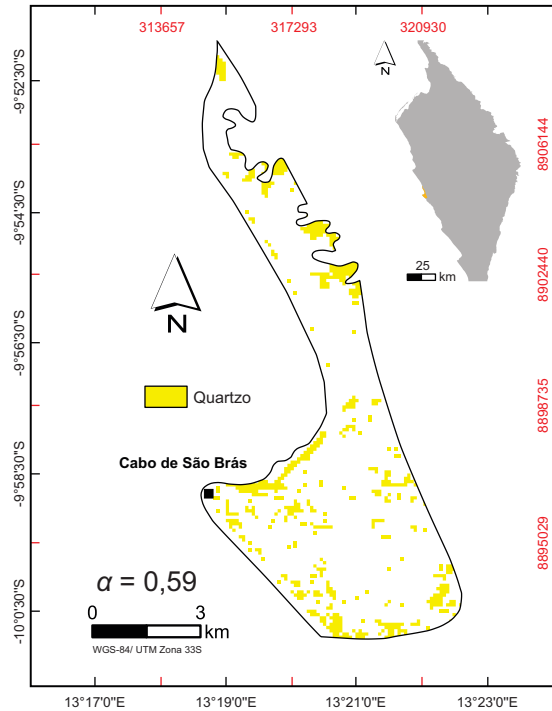 313657 317293 320930
-9°52'30"S
-9°54'30"S
-9°56'30"S
-9°58'30"S
-10°0'30"S
8906144
8902440
8898735
8895029
N
25
km
N
Quartzo
Cabo de São Brás
α = 0,59
0 3
km
WGS-84/ UTM Zona 33S
13°17'0"E 13°19'0"E 13°21'0"E 13°23'0"E